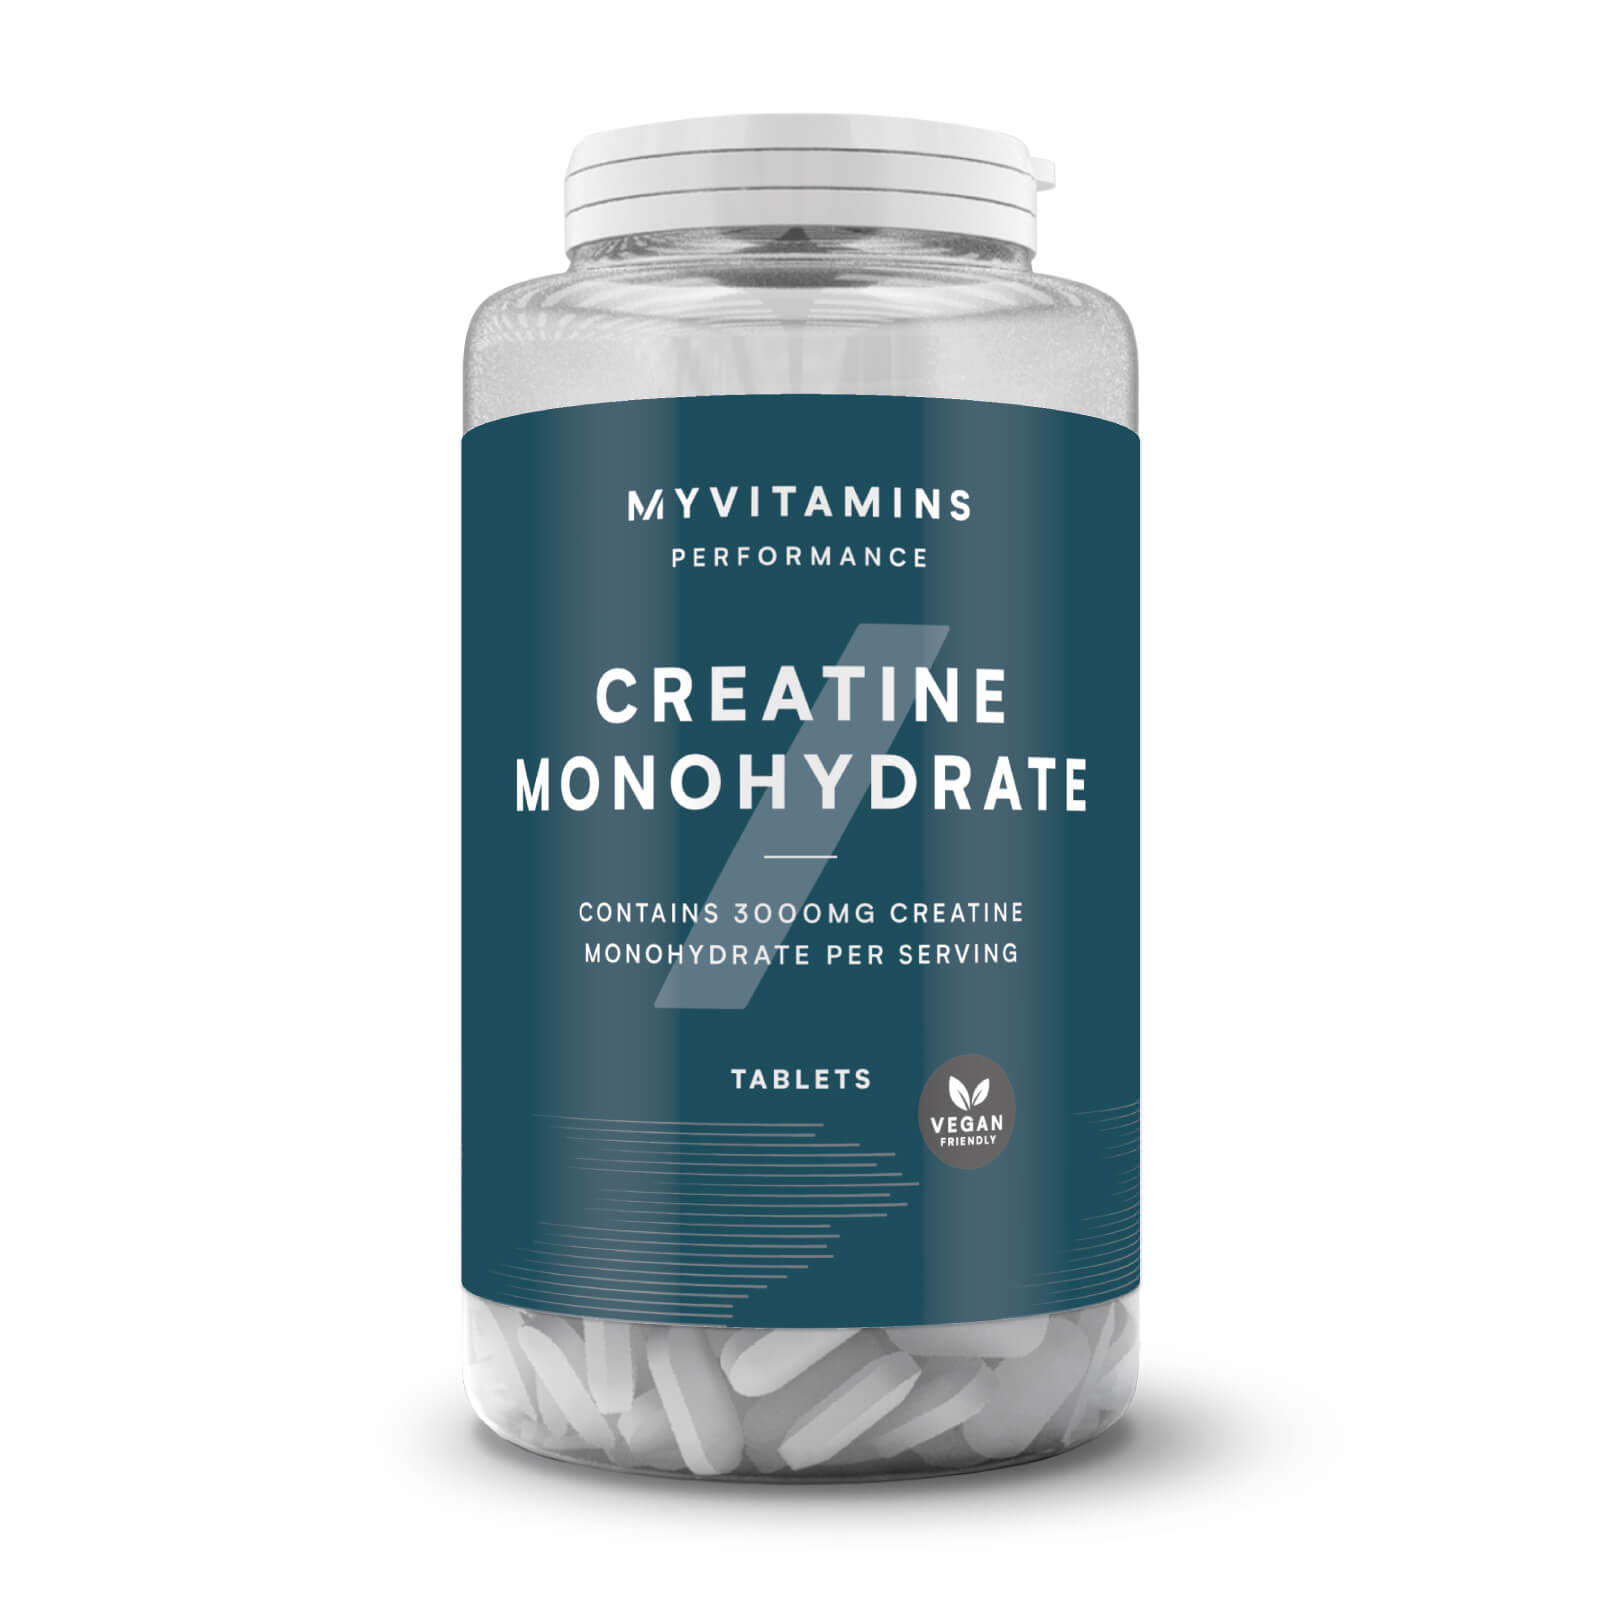 MYVITAMINS
PERFORMANCE
CREATINE
MONOHYDRATE
CONTAINS 3000MG CREATINE
MONOHYDRATE PER SERVING
TABLETS
VEGAN
FRIENDLY